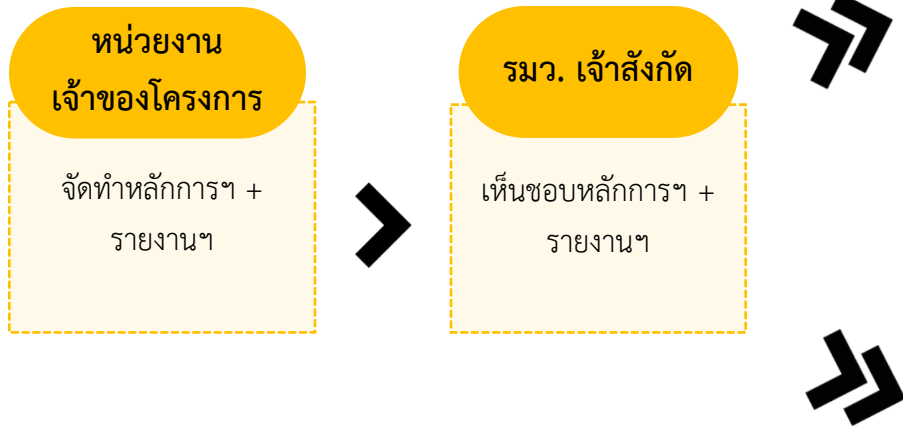 หน่วยงาน
เจ้าของโครงการ
จัดทำหลักการฯ +
รายงานฯ
รมว. เจ้าสังกัด
เห็นชอบหลักการฯ +
รายงานฯ